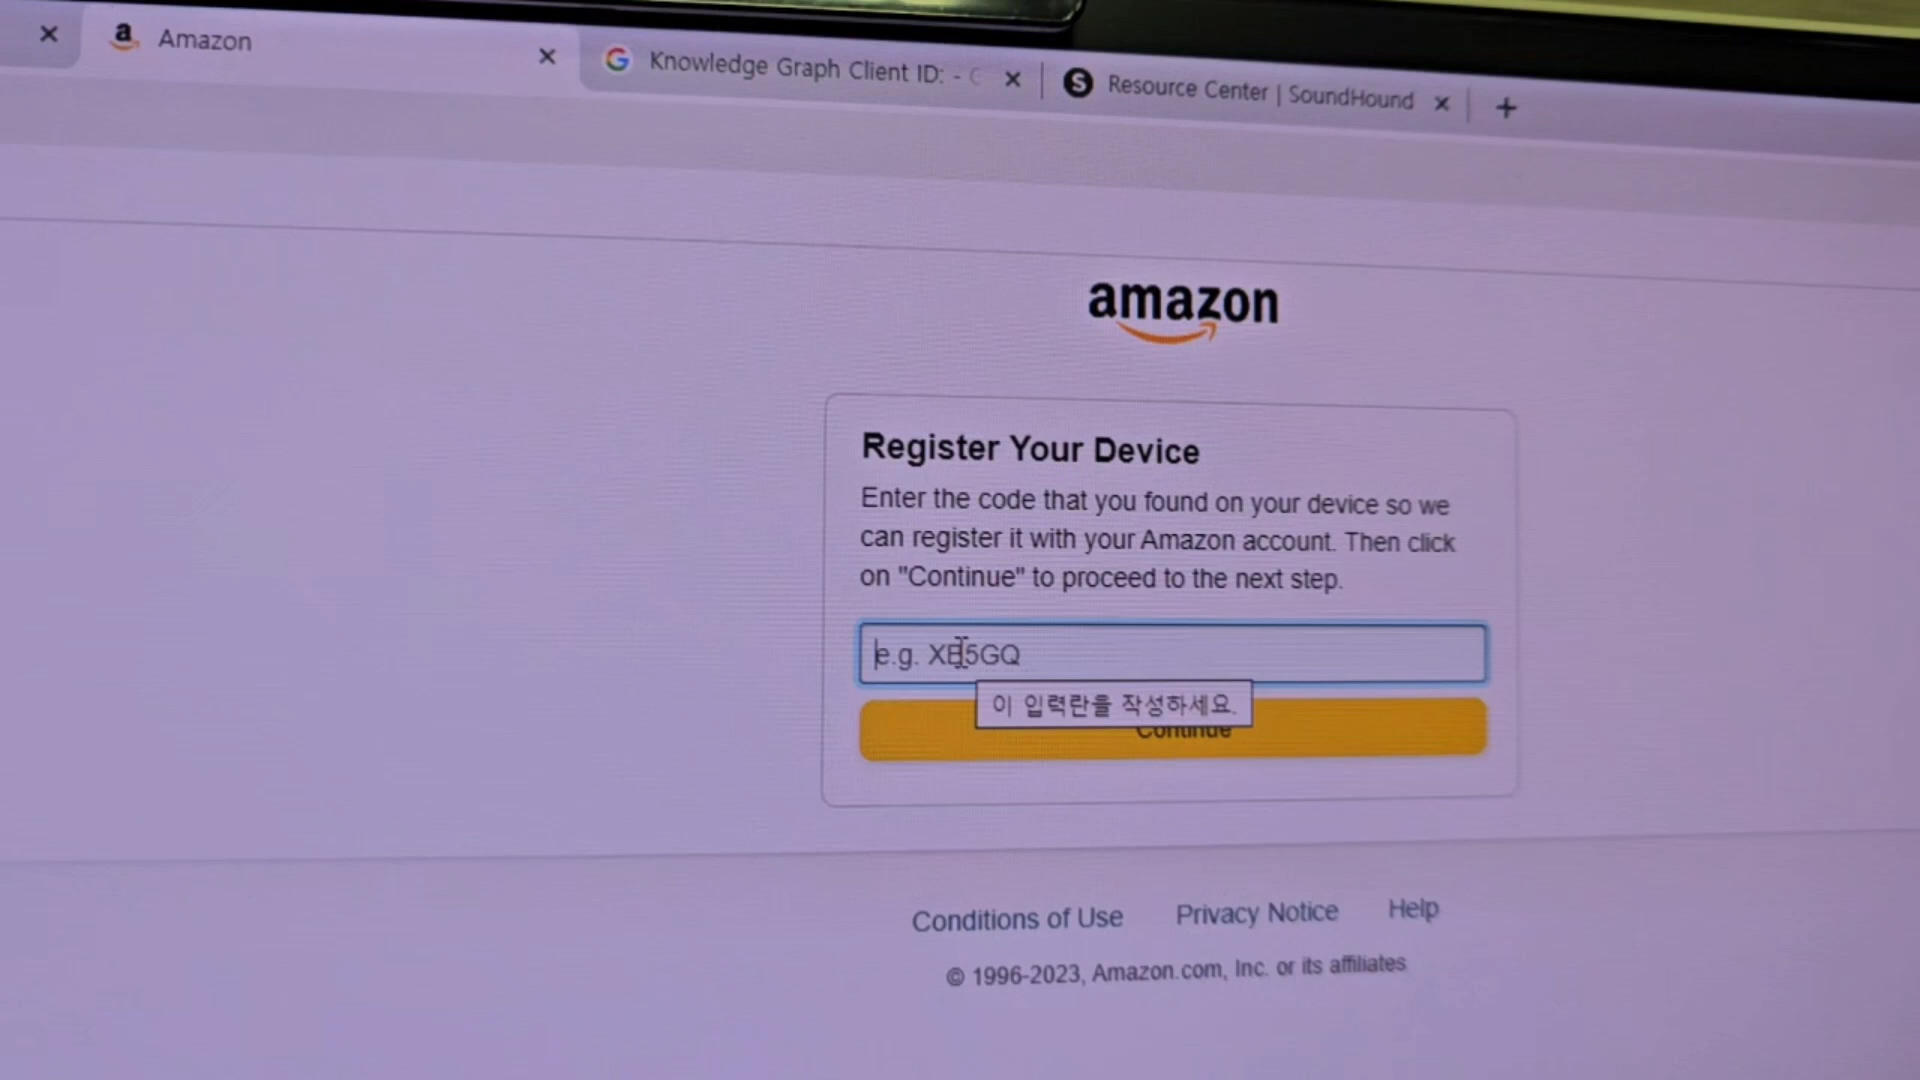 Amazon
Knowledge Graph Client ID: -
Resource Center | SoundHound
amazon
Register Your Device
Enter the code that you found on your device so we
can register it with your Amazon account. Then click
on "Continue" to proceed to the next step.
e.g. XB5GQ
이 입력란을 작성하세요.
Continue
Conditions of Use Privacy Notice Help
© 1996-2023, Amazon.com, Inc. or its affiliates